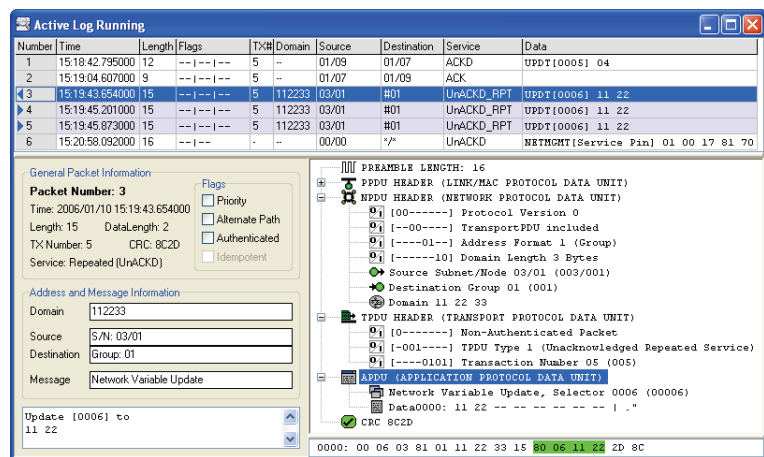 Active Log Running
Number Time Length Flags TX# Domain Source Destination Service Data
1 15:18:42.795000 12 --|--|-- 5 -- 01/09 01/07 ACKD UPDT[0005] 04
2 15:19:04.607000 9 --|--|-- 5 -- 01/07 01/09 ACK
3 15:19:43.654000 15 --|--|-- 5 112233 03/01 #01 UnACKD_RPT UPDT[0006] 11 22
4 15:19:45.201000 15 --|--|-- 5 112233 03/01 #01 UnACKD_RPT UPDT[0006] 11 22
5 15:19:45.873000 15 --|--|-- 5 112233 03/01 #01 UnACKD_RPT UPDT[0006] 11 22
6 15:20:58.092000 16 --|-- - -- 00/00 */* UnACKD NETMGMT[Service Pin] 01 00 17 81 70
General Packet Information
Packet Number: 3
Time: 2006/01/10 15:19:43.654000
Length: 15 DataLength: 2
TX Number: 5 CRC: 8C2D
Service: Repeated (UnACKD)
Flags
Priority
Alternate Path
Authenticated
Idempotent
Address and Message Information
Domain 112233
Source S/N: 03/01
Destination Group: 01
Message Network Variable Update
Update [0006] to
11 22
PREAMBLE LENGTH: 16
PPDU HEADER (LINK/MAC PROTOCOL DATA UNIT)
NPDU HEADER (NETWORK PROTOCOL DATA UNIT)
[00------] Protocol Version 0
[--00----] TransportPDU included
[----01--] Address Format 1 (Group)
[------10] Domain Length 3 Bytes
Source Subnet/Node 03/01 (003/001)
Destination Group 01 (001)
Domain 11 22 33
TPDU HEADER (TRANSPORT PROTOCOL DATA UNIT)
[0-------] Non-Authenticated Packet
[-001----] TPDU Type 1 (Unacknowledged Repeated Service)
[----0101] Transaction Number 05 (005)
APDU (APPLICATION PROTOCOL DATA UNIT)
Network Variable Update, Selector 0006 (00006)
Data0000: 11 22 -- -- -- -- -- -- | ."
CRC 8C2D
0000: 00 06 03 81 01 11 22 33 15 80 06 11 22 2D 8C